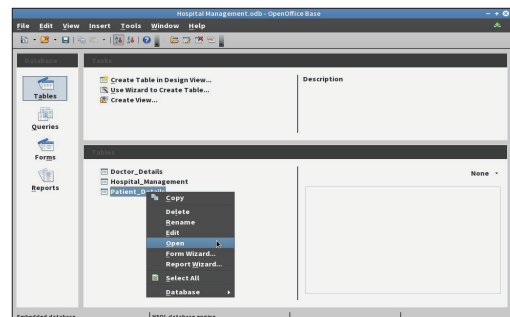 Hospital Management.odb - OpenOffice Base
File Edit View Insert Tools Window Help
Database
Tables
Queries
Forms
Reports
Tasks
Create Table in Design View...
Use Wizard to Create Table...
Create View...
Description
Tables
Doctor_Details
Hospital_Management
Patient_Details
None
Copy
Delete
Rename
Edit
Open
Form Wizard...
Report Wizard...
Select All
Database
Embedded database
HSQL database engine